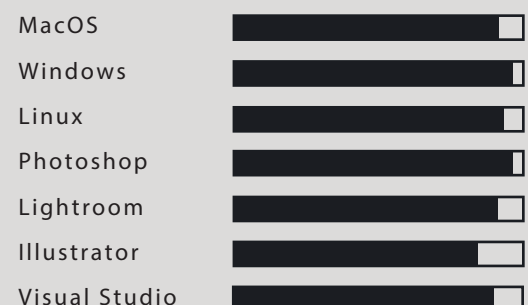 MacOS
Windows
Linux
Photoshop
Lightroom
Illustrator
Visual Studio